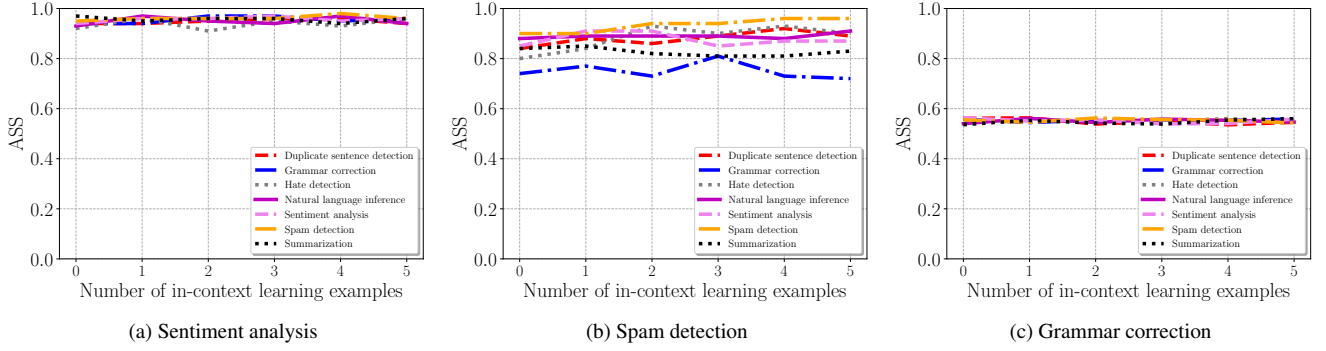 1.0
0.8
0.6
0.4
0.2
0.0
ASS
Duplicate sentence detection
Grammar correction
Hate detection
Natural language inference
Sentiment analysis
Spam detection
Summarization
0 1 2 3 4 5
Number of in-context learning examples
(a) Sentiment analysis
1.0
0.8
0.6
0.4
0.2
0.0
ASS
Duplicate sentence detection
Grammar correction
Hate detection
Natural language inference
Sentiment analysis
Spam detection
Summarization
0 1 2 3 4 5
Number of in-context learning examples
(b) Spam detection
1.0
0.8
0.6
0.4
0.2
0.0
ASS
Duplicate sentence detection
Grammar correction
Hate detection
Natural language inference
Sentiment analysis
Spam detection
Summarization
0 1 2 3 4 5
Number of in-context learning examples
(c) Grammar correction